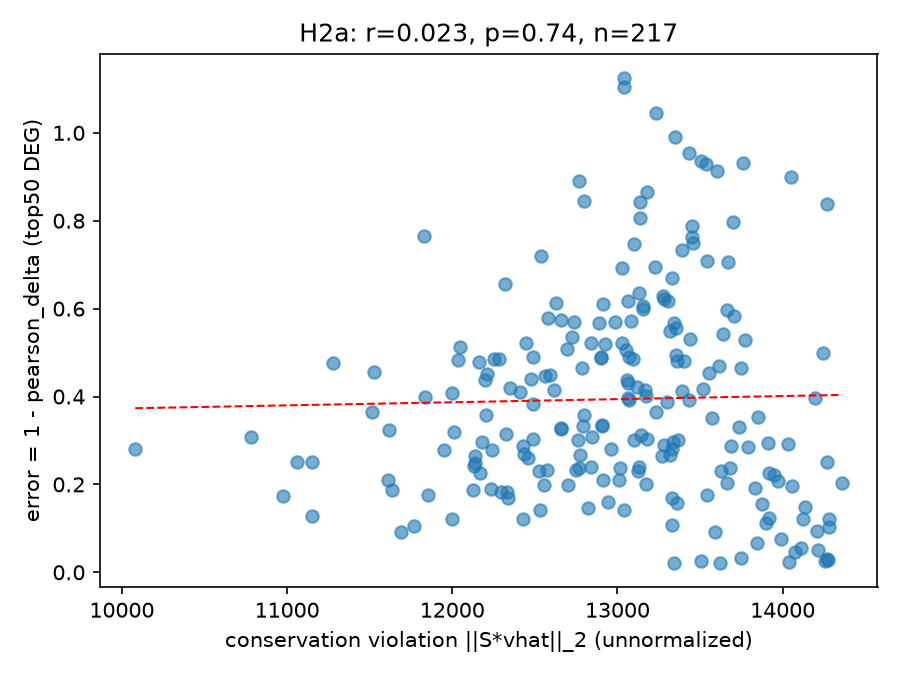 H2a: r=0.023, p=0.74, n=217
error = 1 - pearson_delta (top50 DEG)
1.0
0.8
0.6
0.4
0.2
0.0
10000 11000 12000 13000 14000
conservation violation ||S*vhat||_2 (unnormalized)